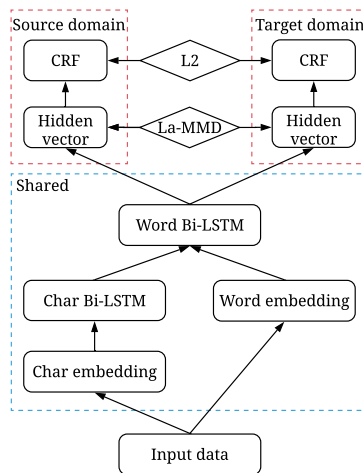 Source domain
Target domain
CRF
L2
CRF
Hidden
vector
La-MMD
Hidden
vector
Shared
Word Bi-LSTM
Char Bi-LSTM
Word embedding
Char embedding
Input data